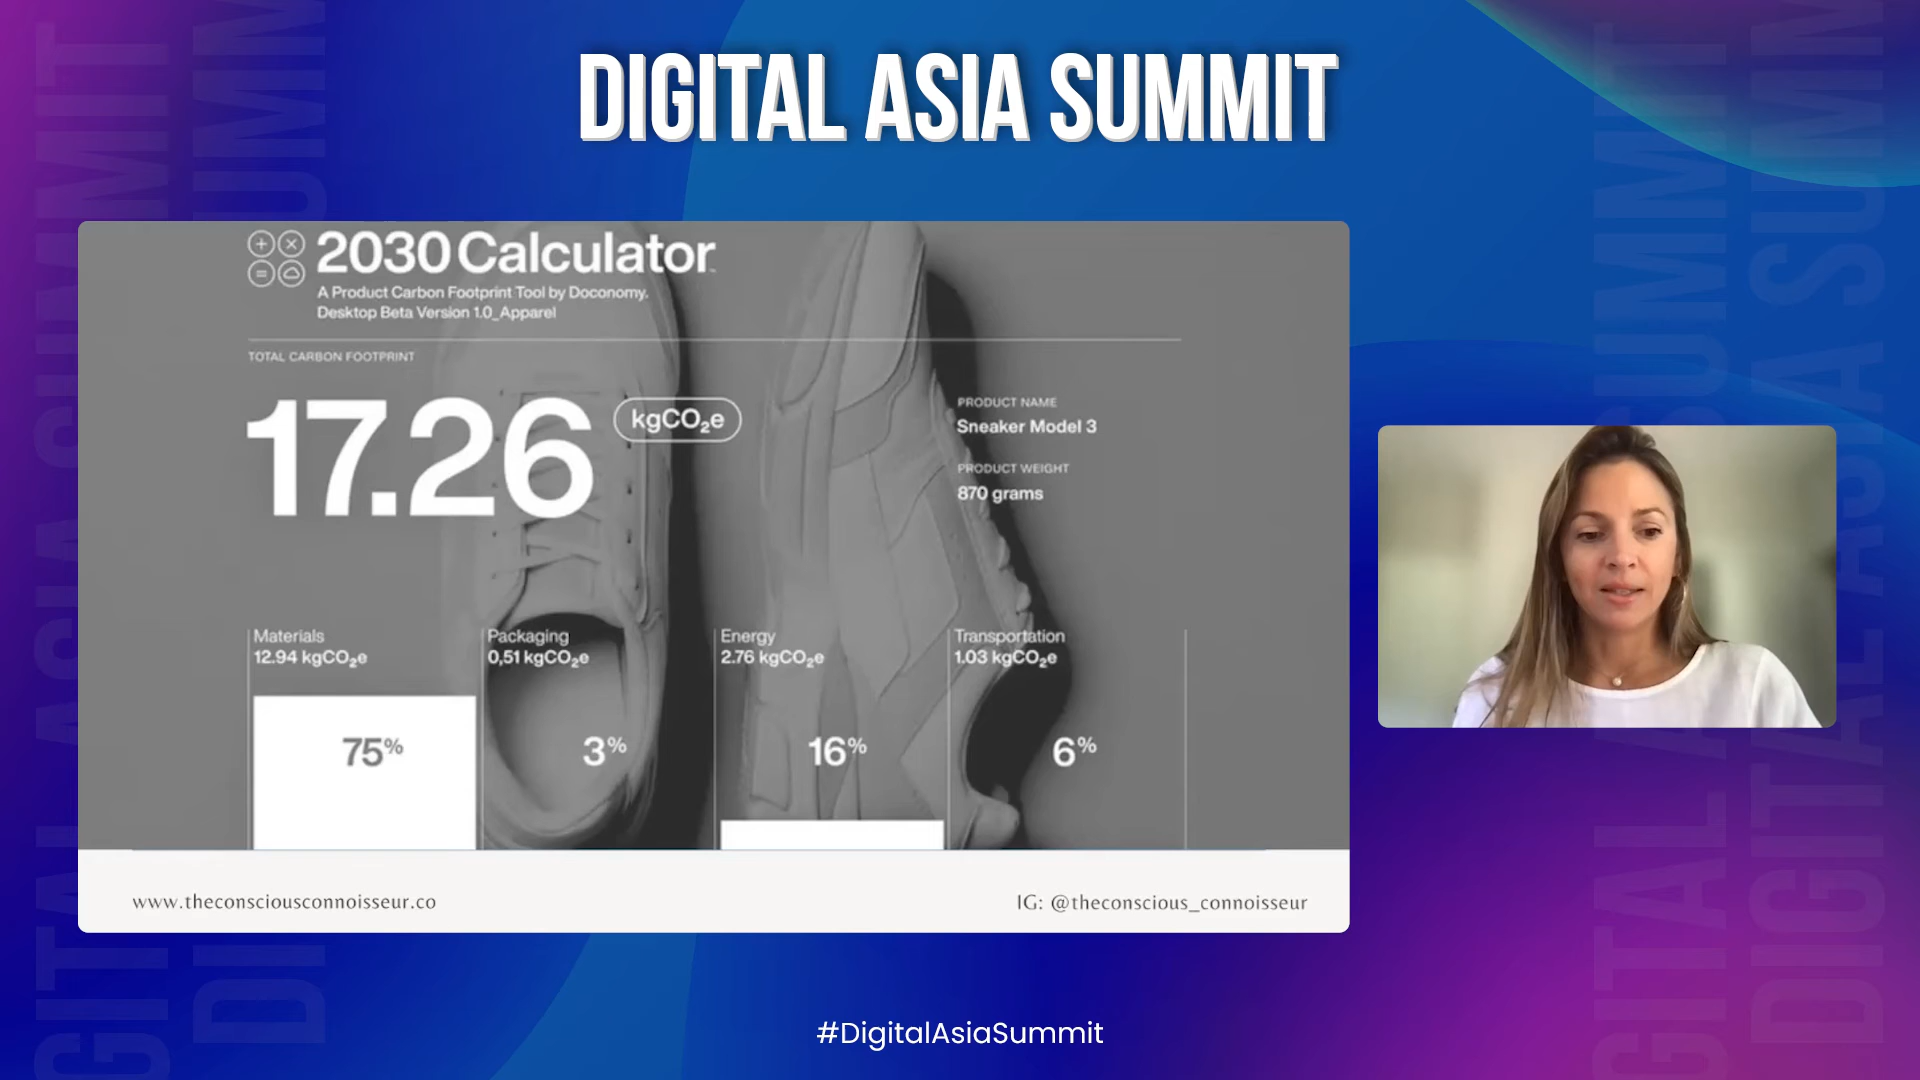 DIGITAL ASIA SUMMIT
2030 Calculator™
A Product Carbon Footprint Tool by Doconomy.
Desktop Beta Version 1.0_Apparel
TOTAL CARBON FOOTPRINT
17.26 kgCO₂e
PRODUCT NAME
Sneaker Model 3
PRODUCT WEIGHT
870 grams
Materials
12.94 kgCO₂e
75%
Packaging
0,51 kgCO₂e
3%
Energy
2.76 kgCO₂e
16%
Transportation
1.03 kgCO₂e
6%
www.theconsciousconnoisseur.co
IG: @theconscious_connoisseur
#DigitalAsiaSummit